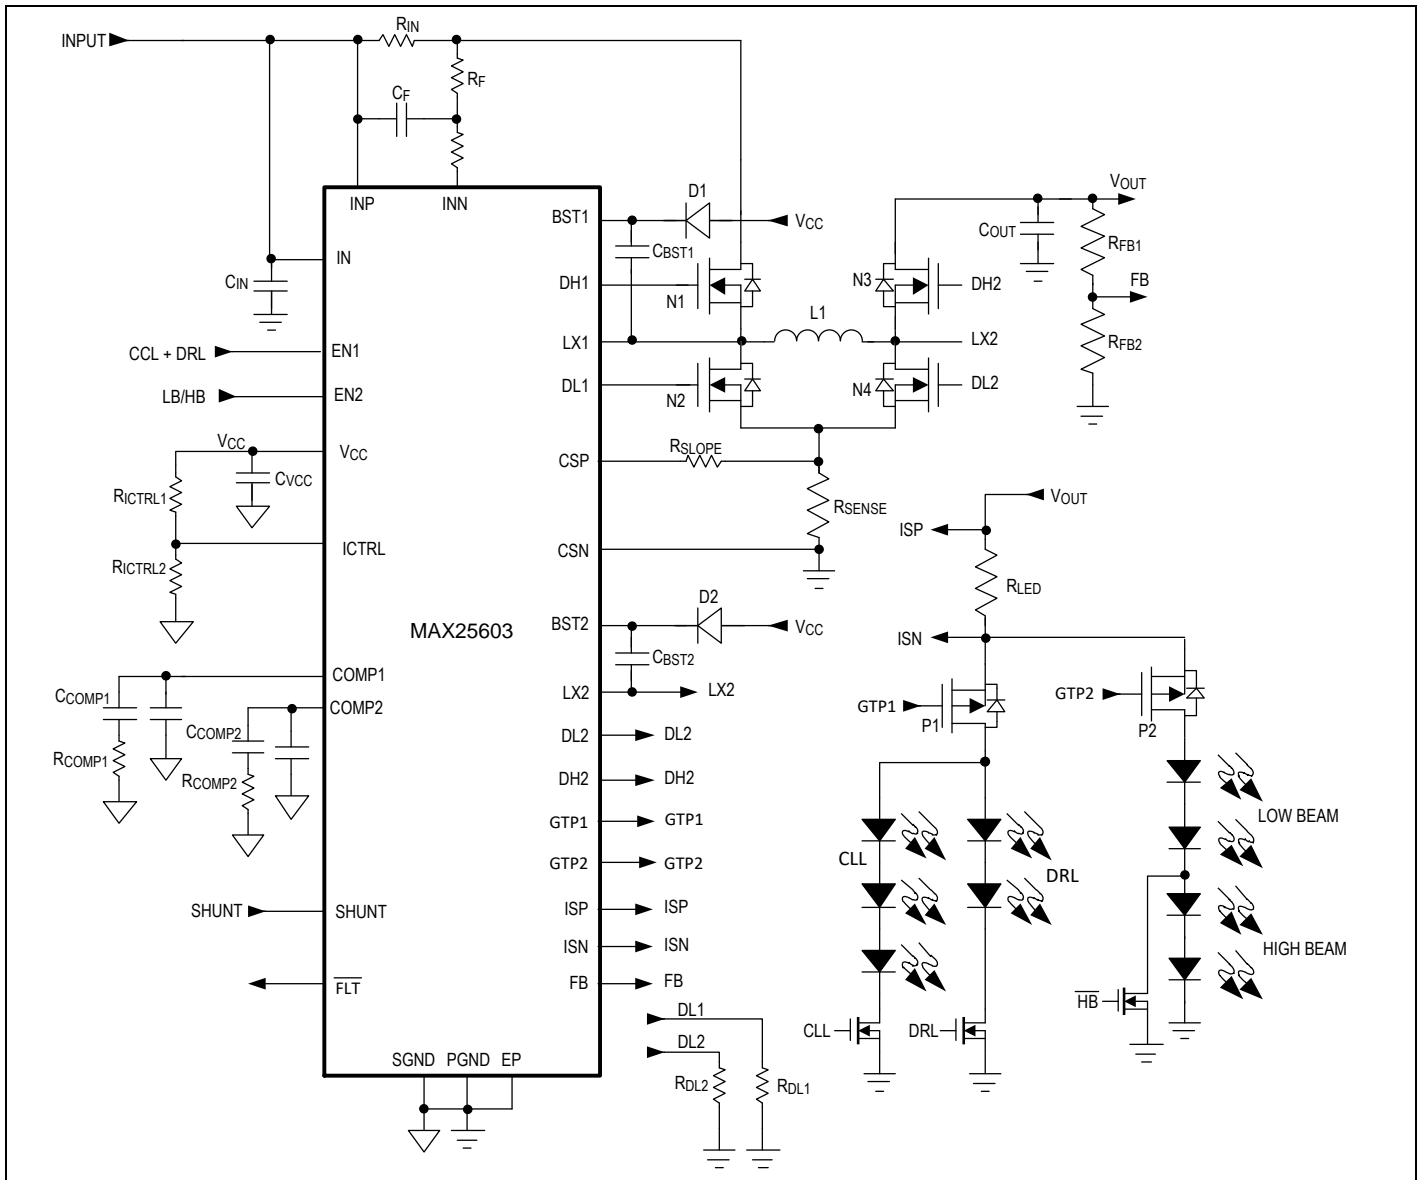 RIN
INPUT
RF
CF
INP
INN
D1
VOUT
BST1
VCC
COUT
CBST1
RFB1
IN
CIN
DH1
N1
N3
DH2
FB
L1
LX1
LX2
RFB2
CCL + DRL
EN1
DL1
N2
N4
DL2
LB/HB
EN2
VCC
VCC
RSLOPE
CSP
CVCC
RICTRL1
RSENSE
VOUT
ISP
ICTRL
CSN
RICTRL2
RLED
D2
MAX25603
BST2
VCC
ISN
CBST2
COMP1
CCOMP1
LX2
LX2
GTP1
GTP2
COMP2
P1
P2
CCOMP2
DL2
DL2
RCOMP1
RCOMP2
DH2
DH2
GTP1
GTP1
LOW BEAM
GTP2
GTP2
CLL
DRL
SHUNT
SHUNT
ISP
ISP
ISN
ISN
HIGH BEAM
FLT
FB
FB
HB
DL1
CLL
DRL
DL2
SGND
PGND
EP
RDL2
RDL1